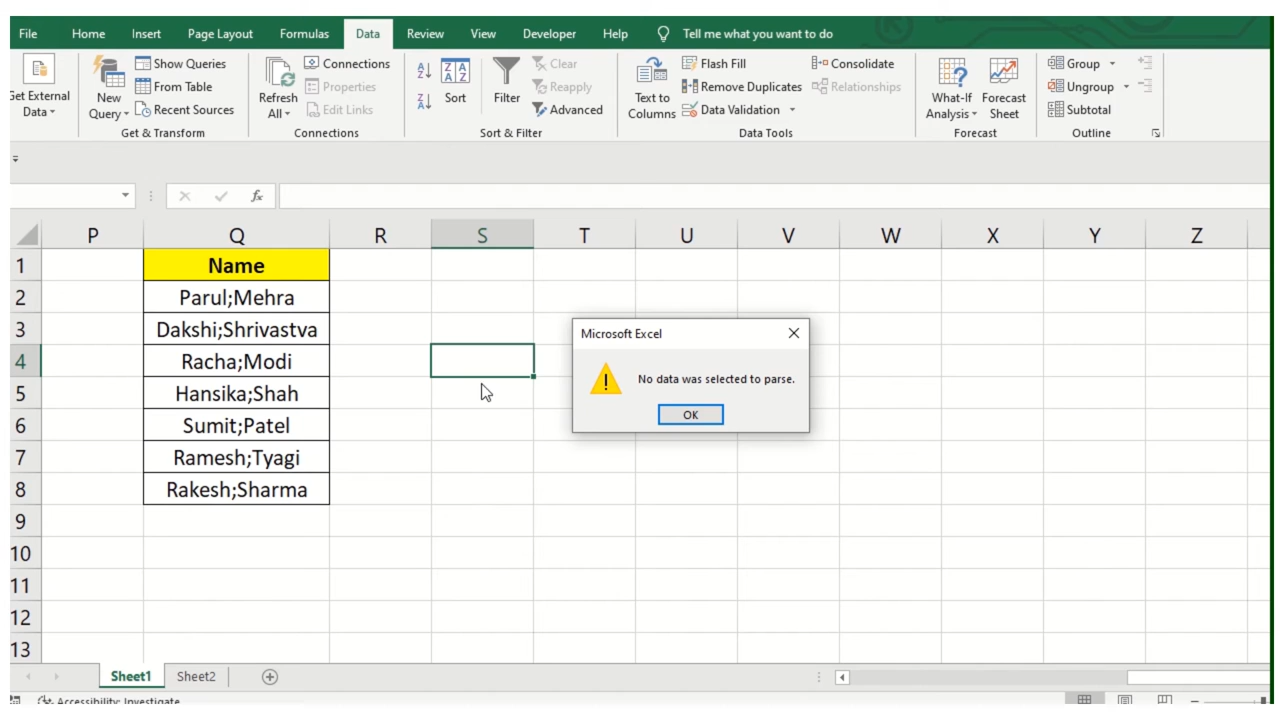 File Home Insert Page Layout Formulas Data Review View Developer Help Tell me what you want to do
Show Queries Connections Clear Flash Fill Consolidate Group
From Table Properties Reapply Remove Duplicates Relationships Ungroup
Get External Data New Query Recent Sources Refresh All Edit Links Sort Filter Advanced Text to Columns Data Validation What-If Analysis Forecast Sheet Subtotal
Get & Transform Connections Sort & Filter Data Tools Forecast Outline
fx
P Q R S T U V W X Y Z
1 Name
2 Parul;Mehra
3 Dakshi;Shrivastva
4 Racha;Modi
5 Hansika;Shah
6 Sumit;Patel
7 Ramesh;Tyagi
8 Rakesh;Sharma
9
10
11
12
13
Microsoft Excel
No data was selected to parse.
OK
Sheet1 Sheet2
Accessibility: Investigate